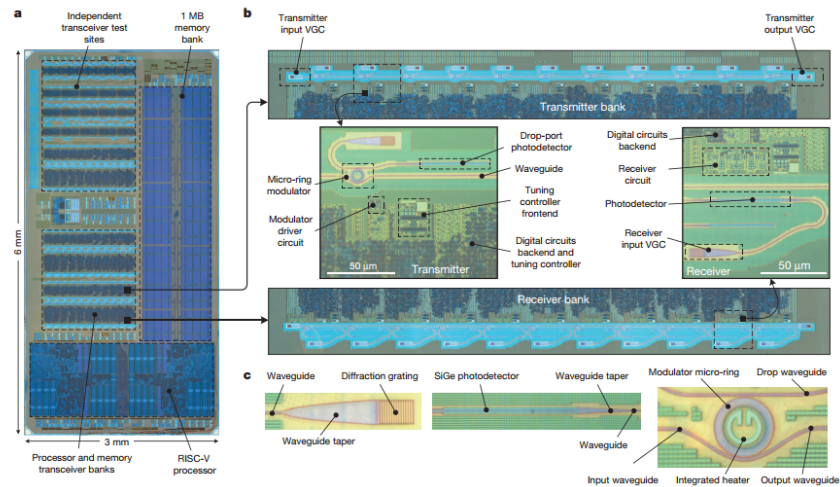 a
Independent
transceiver test
sites
1 MB
memory
bank
6 mm
3 mm
Processor and memory
transceiver banks
RISC-V
processor
b
Transmitter
input VGC
Transmitter
output VGC
Transmitter bank
Micro-ring
modulator
Modulator
driver
circuit
Drop-port
photodetector
Waveguide
Tuning
controller
frontend
Digital circuits
backend and
tuning controller
50 μm
Transmitter
Digital circuits
backend
Receiver
circuit
Photodetector
Receiver
input VGC
Receiver
50 μm
Receiver bank
c
Waveguide
Diffraction grating
Waveguide taper
SiGe photodetector
Waveguide taper
Waveguide
Modulator micro-ring
Drop waveguide
Input waveguide
Integrated heater
Output waveguide